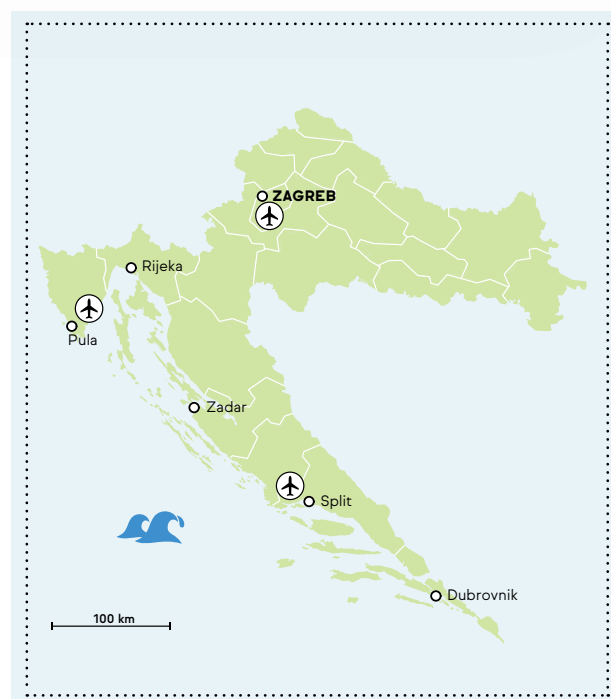 ZAGREB
Rijeka
Pula
Zadar
Split
Dubrovnik
100 km